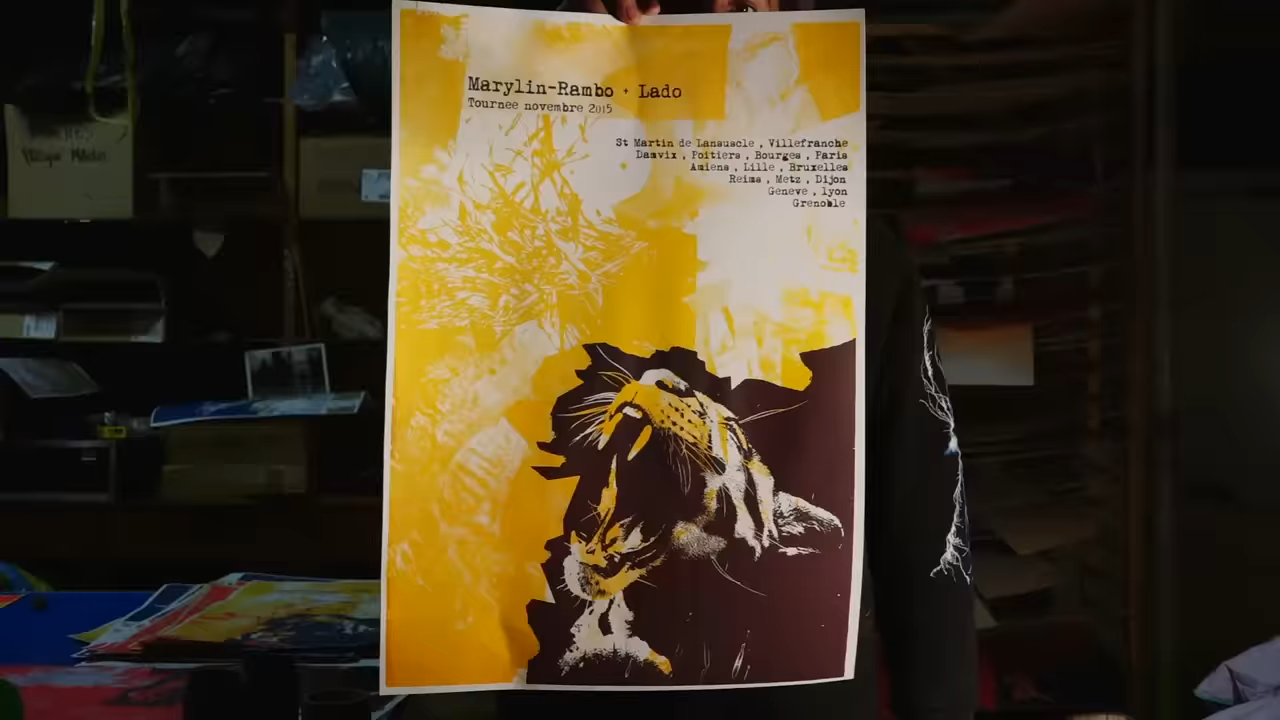 Marylin-Rambo + Lado
Tournee novembre 2015
St Martin de Lansuscle , Villefranche
Damvix , Poitiers , Bourges , Paris
Amiens , Lille , Bruxelles
Reims , Metz , Dijon
Geneve , lyon
Grenoble